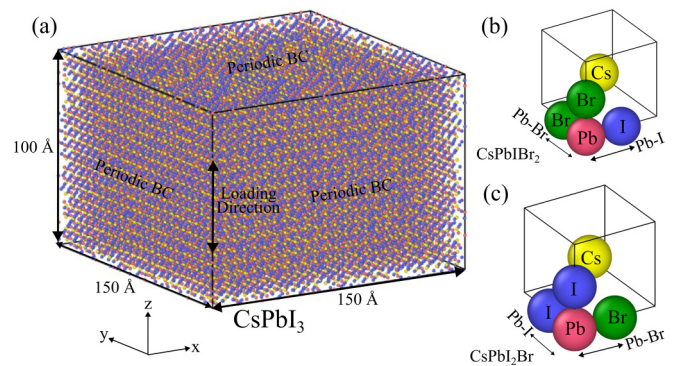 (a)
Periodic BC
100 Å
Periodic BC
Loading
Direction
Periodic BC
150 Å
150 Å
CsPbI₃
z
y
x
(b)
Cs
Br
Br
Pb
I
Pb-Br
Pb-I
CsPbIBr₂
(c)
Cs
I
I
Pb
Br
Pb-I
Pb-Br
CsPbI₂Br